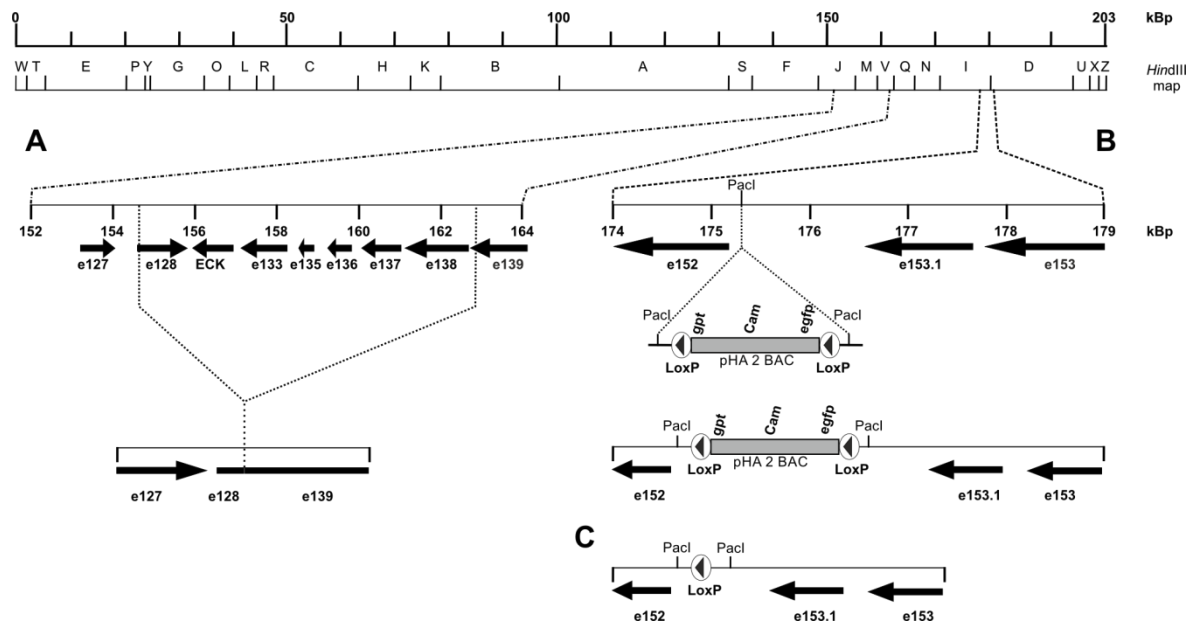 0 50 100 150 203 kBp
W T E P Y G O L R C H K B A S F J M V Q N I D U X Z HindIII map
A B
PacI
152 154 156 158 160 162 164 174 175 176 177 178 179 kBp
e127 e128 ECK e133 e135 e136 e137 e138 e139 e152 e153.1 e153
PacI gpt Cam egfp PacI
LoxP pHA 2 BAC LoxP
PacI gpt Cam egfp PacI
LoxP pHA 2 BAC LoxP
e127 e128 e139 e152 e153.1 e153
C
PacI PacI
LoxP
e152 e153.1 e153